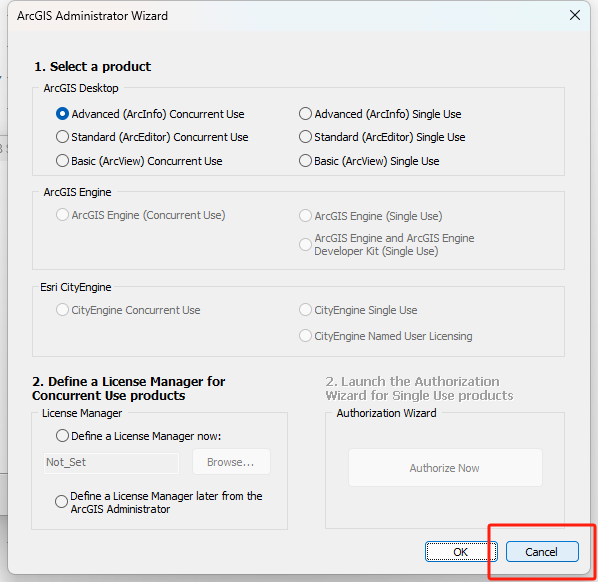 ArcGIS Administrator Wizard
1. Select a product
ArcGIS Desktop
Advanced (ArcInfo) Concurrent Use
Advanced (ArcInfo) Single Use
Standard (ArcEditor) Concurrent Use
Standard (ArcEditor) Single Use
Basic (ArcView) Concurrent Use
Basic (ArcView) Single Use
ArcGIS Engine
ArcGIS Engine (Concurrent Use)
ArcGIS Engine (Single Use)
ArcGIS Engine and ArcGIS Engine
Developer Kit (Single Use)
Esri CityEngine
CityEngine Concurrent Use
CityEngine Single Use
CityEngine Named User Licensing
2. Define a License Manager for
Concurrent Use products
License Manager
Define a License Manager now:
Not_Set
Browse...
Define a License Manager later from the
ArcGIS Administrator
2. Launch the Authorization
Wizard for Single Use products
Authorization Wizard
Authorize Now
OK
Cancel